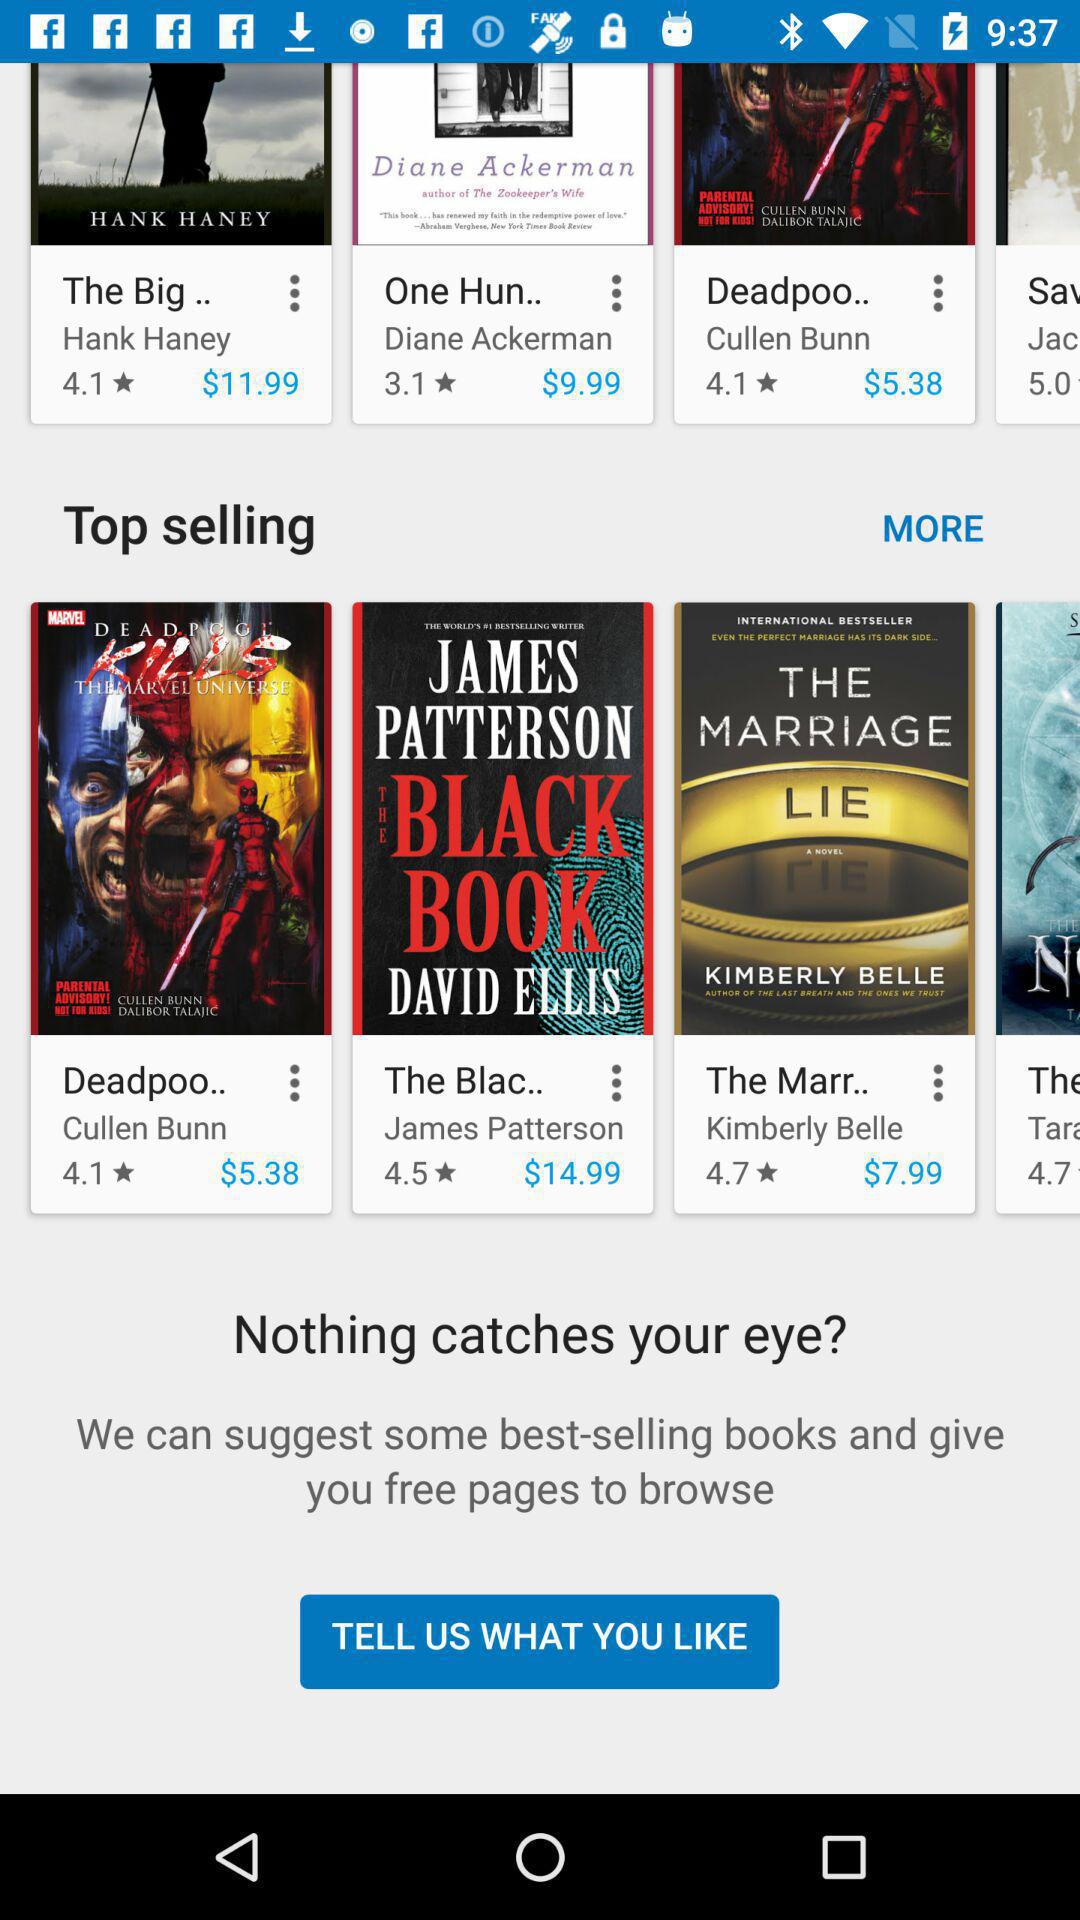 FAKE
9:37
HANK HANEY
Diane Ackerman
author of The Zookeeper's Wife
"This book . . . has renewed my faith in the redemptive power of love."
—Abraham Verghese, New York Times Book Review
PARENTAL
ADVISORY!
NOT FOR KIDS!
CULLEN BUNN
DALIBOR TALAJIC
The Big ..
Hank Haney
4.1 ★ $11.99
One Hun..
Diane Ackerman
3.1 ★ $9.99
Deadpoo..
Cullen Bunn
4.1 ★ $5.38
Sav
Jac
5.0
Top selling
MORE
MARVEL
DEADPOOL
KILLS
THE MARVEL UNIVERSE
PARENTAL
ADVISORY!
NOT FOR KIDS!
CULLEN BUNN
DALIBOR TALAJIC
THE WORLD'S #1 BESTSELLING WRITER
JAMES
PATTERSON
THE
BLACK
BOOK
DAVID ELLIS
INTERNATIONAL BESTSELLER
EVEN THE PERFECT MARRIAGE HAS ITS DARK SIDE...
THE
MARRIAGE
LIE
A NOVEL
KIMBERLY BELLE
AUTHOR OF THE LAST BREATH AND THE ONES WE TRUST
S
THE
N
TA
Deadpoo..
Cullen Bunn
4.1 ★ $5.38
The Blac..
James Patterson
4.5 ★ $14.99
The Marr..
Kimberly Belle
4.7 ★ $7.99
The
Tara
4.7
Nothing catches your eye?
We can suggest some best-selling books and give
you free pages to browse
TELL US WHAT YOU LIKE